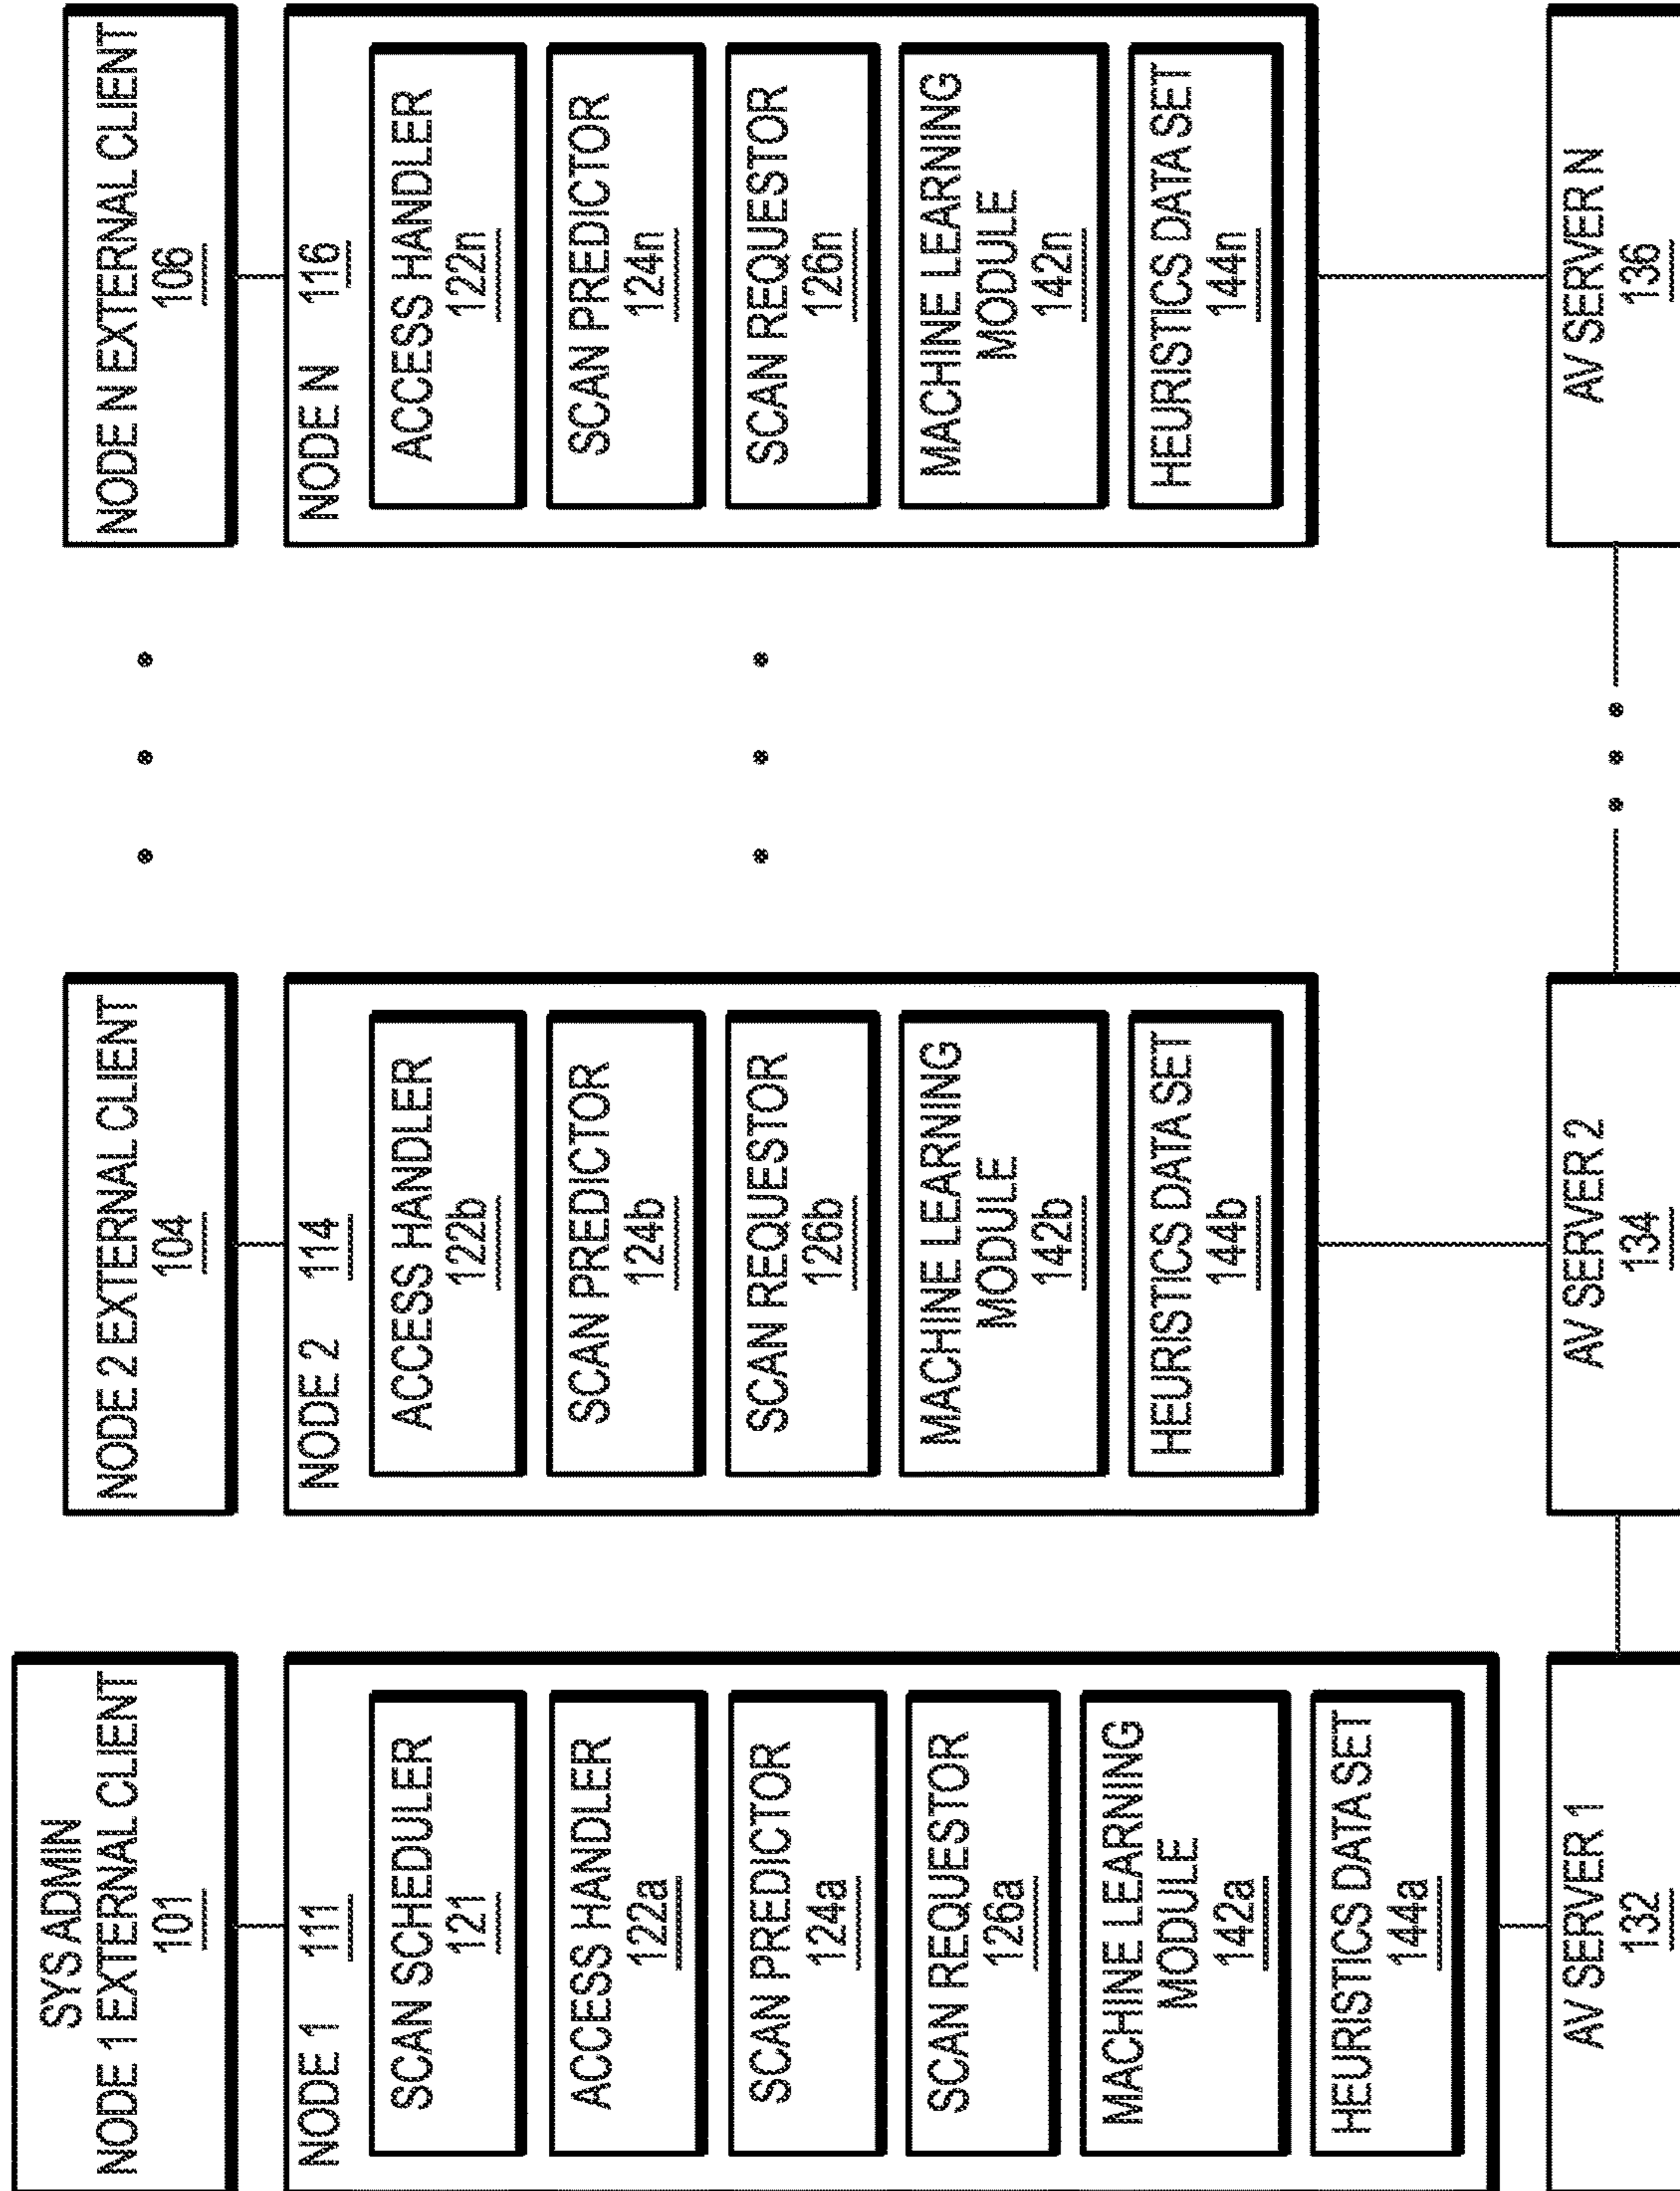 SYS ADMIN
NODE 1 EXTERNAL CLIENT
101
NODE 1 111
SCAN SCHEDULER
121
ACCESS HANDLER
122a
SCAN PREDICTOR
124a
SCAN REQUESTOR
126a
MACHINE LEARNING
MODULE
142a
HEURISTICS DATA SET
144a
AV SERVER 1
132
NODE 2 EXTERNAL CLIENT
104
NODE 2 114
ACCESS HANDLER
122b
SCAN PREDICTOR
124b
SCAN REQUESTOR
126b
MACHINE LEARNING
MODULE
142b
HEURISTICS DATA SET
144b
AV SERVER 2
134
NODE N EXTERNAL CLIENT
106
NODE N 116
ACCESS HANDLER
122n
SCAN PREDICTOR
124n
SCAN REQUESTOR
126n
MACHINE LEARNING
MODULE
142n
HEURISTICS DATA SET
144n
AV SERVER N
136